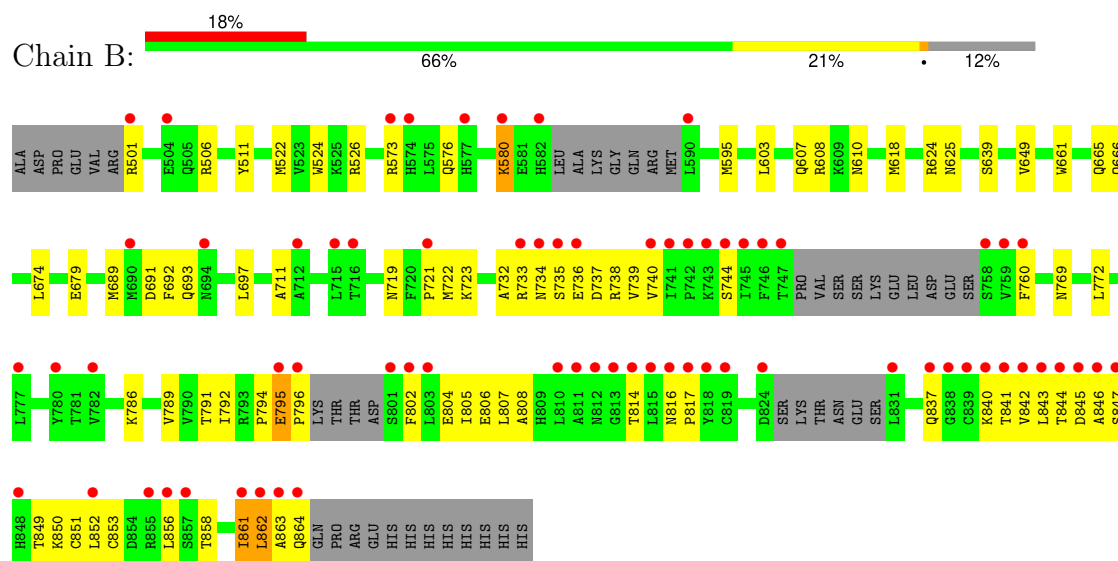 18%
Chain B:
66% 21% • 12%
ALA ASP PRO GLU VAL ARG R501 E504 Q505 R506 Y511 M522 V523 W524 K525 R526 R573 H574 L575 Q576 H577 K580 E581 H582 LEU ALA LYS GLY GLN ARG MET L590 M595 L603 Q607 R608 K609 N610 M618 R624 N625 S639 V649 W661 Q665 Q666
L674 E679 M689 M690 D691 F692 Q693 N694 L697 A711 A712 L715 T716 N719 F720 P721 M722 K723 A732 R733 N734 S735 E736 D737 R738 V739 V740 I741 P742 K743 S744 I745 F746 T747 PRO VAL SER SER LYS GLU LEU ASP GLU SER S758 V759 F760 N769 L772
L777 Y780 T781 V782 K786 V789 V790 T791 I792 R793 P794 E795 P796 LYS THR THR ASP S801 F802 L803 E804 I805 E806 L807 A808 H809 L810 A811 N812 G813 T814 L815 N816 P817 Y818 C819 D824 SER LYS THR ASN GLU SER L831 Q837 G838 C839 K840 T841 V842 L843 T844 D845 A846 S847
H848 T849 K850 C851 L852 C853 D854 R855 L856 S857 T858 I861 L862 A863 Q864 GLN PRO ARG GLU HIS HIS HIS HIS HIS HIS HIS